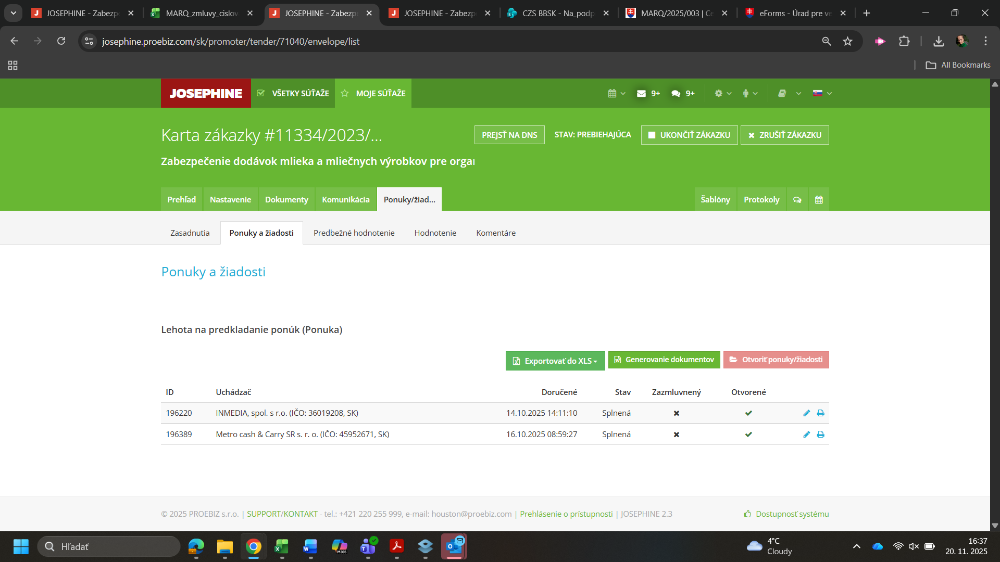 JOSEPHINE - Zabezpe
MARQ_zmluvy_cislov
JOSEPHINE - Zabezpe
JOSEPHINE - Zabezpe
CZS BBSK - Na_podp
MARQ/2025/003 | Ce
eForms - Úrad pre ve
josephine.proebiz.com/sk/promoter/tender/71040/envelope/list
All Bookmarks
JOSEPHINE
VŠETKY SÚŤAŽE
MOJE SÚŤAŽE
9+
9+
Karta zákazky #11334/2023/...
PREJSŤ NA DNS
STAV: PREBIEHAJÚCA
UKONČIŤ ZÁKAZKU
ZRUŠIŤ ZÁKAZKU
Zabezpečenie dodávok mlieka a mliečnych výrobkov pre organ
Prehľad
Nastavenie
Dokumenty
Komunikácia
Ponuky/žiad...
Šablóny
Protokoly
Zasadnutia
Ponuky a žiadosti
Predbežné hodnotenie
Hodnotenie
Komentáre
Ponuky a žiadosti
Lehota na predkladanie ponúk (Ponuka)
Exportovať do XLS
Generovanie dokumentov
Otvoriť ponuky/žiadosti
ID Uchádzač Doručené Stav Zazmluvnený Otvorené
196220 INMEDIA, spol. s r.o. (IČO: 36019208, SK) 14.10.2025 14:11:10 Splnená
196389 Metro cash & Carry SR s. r. o. (IČO: 45952671, SK) 16.10.2025 08:59:27 Splnená
© 2025 PROEBIZ s.r.o. | SUPPORT/KONTAKT - tel.: +421 220 255 999, e-mail: houston@proebiz.com | Prehlásenie o prístupnosti | JOSEPHINE 2.3
Dostupnosť systému
Hľadať
4°C
Cloudy
16:37
20. 11. 2025